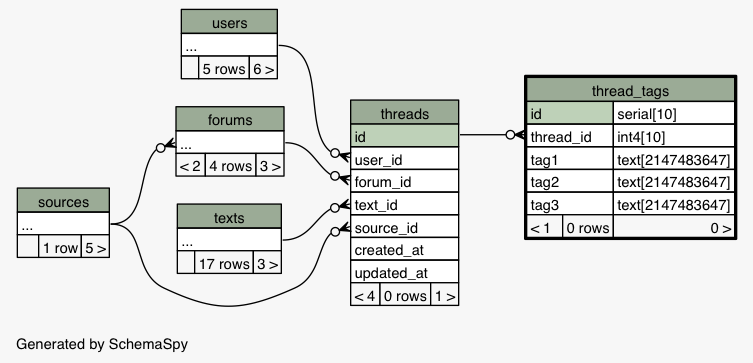 users
...
5 rows 6 >
forums
...
< 2 4 rows 3 >
sources
...
1 row 5 >
texts
...
17 rows 3 >
threads
id
user_id
forum_id
text_id
source_id
created_at
updated_at
< 4 0 rows 1 >
thread_tags
id serial[10]
thread_id int4[10]
tag1 text[2147483647]
tag2 text[2147483647]
tag3 text[2147483647]
< 1 0 rows 0 >
Generated by SchemaSpy